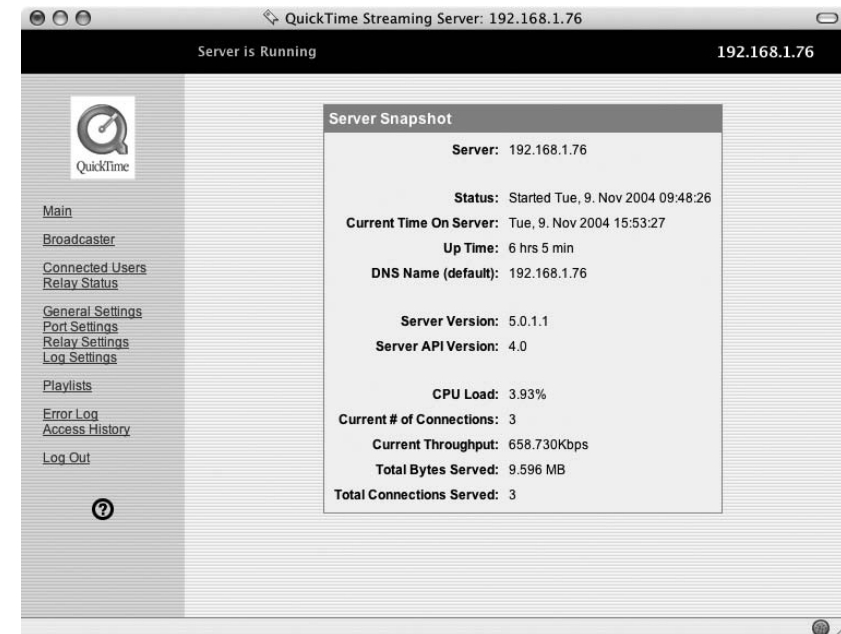 QuickTime Streaming Server: 192.168.1.76
Server is Running 192.168.1.76
QuickTime
Main
Broadcaster
Connected Users
Relay Status
General Settings
Port Settings
Relay Settings
Log Settings
Playlists
Error Log
Access History
Log Out
?
Server Snapshot
Server: 192.168.1.76
Status: Started Tue, 9. Nov 2004 09:48:26
Current Time On Server: Tue, 9. Nov 2004 15:53:27
Up Time: 6 hrs 5 min
DNS Name (default): 192.168.1.76
Server Version: 5.0.1.1
Server API Version: 4.0
CPU Load: 3.93%
Current # of Connections: 3
Current Throughput: 658.730Kbps
Total Bytes Served: 9.596 MB
Total Connections Served: 3